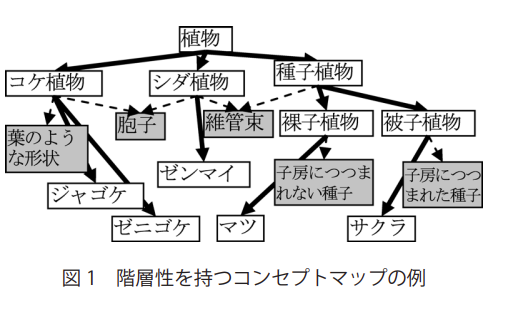 植物
コケ植物
シダ植物
種子植物
胞子
維管束
裸子植物
被子植物
葉のよう
な形状
ゼンマイ
子房につつま
れない種子
子房につつ
まれた種子
ジャゴケ
ゼニゴケ
マツ
サクラ
図1 階層性を持つコンセプトマップの例